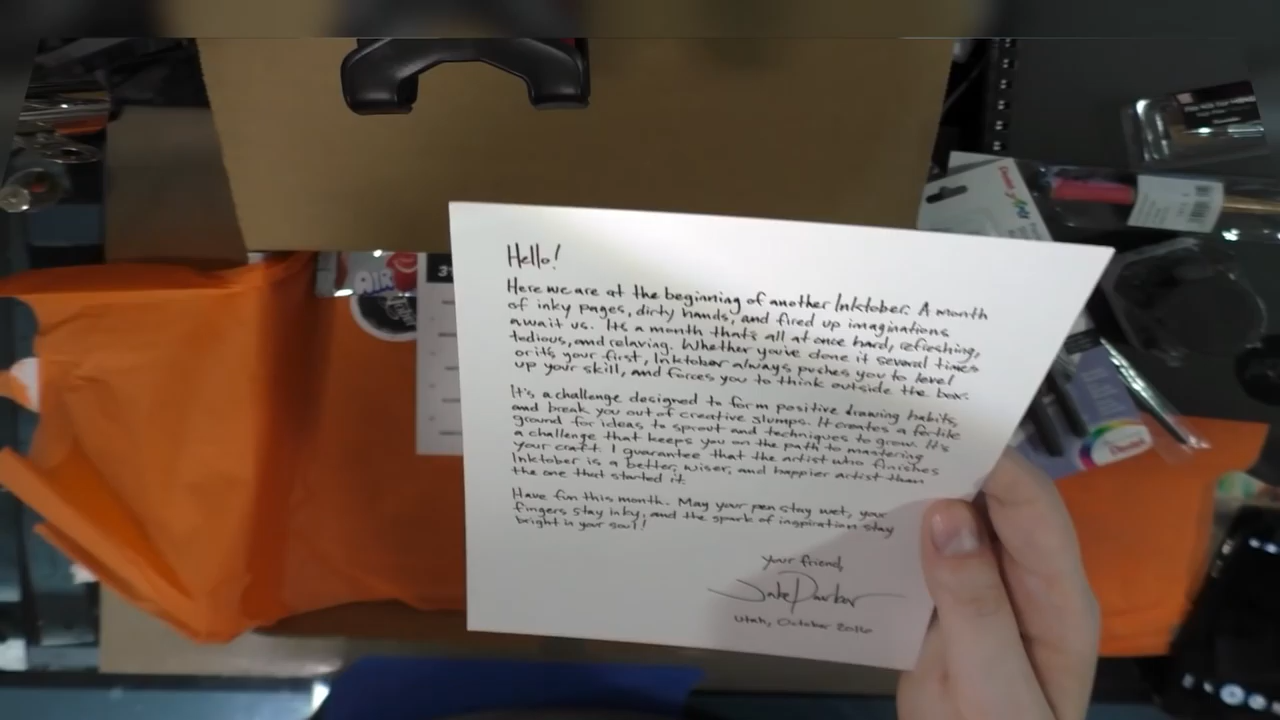 Hello!
Here we are at the beginning of another Inktober. A month
of inky pages, dirty hands, and fired up imaginations
await us. It's a month that's all at once hard, refreshing,
tedious, and relaxing. Whether you've done it several times
or it's your first, Inktober always pushes you to level
up your skill, and forces you to think outside the box.
It's a challenge designed to form positive drawing habits
and break you out of creative slumps. It creates a fertile
ground for ideas to sprout and techniques to grow. It's
a challenge that keeps you on the path to mastering
your craft. I guarantee that the artist who finishes
Inktober is a better, wiser, and happier artist than
the one that started it.
Have fun this month. May your pen stay wet, your
fingers stay inky, and the spark of inspiration stay
bright in your soul!
Your friend,
Jake Parker
Utah, October 2016
AIR
Pentel